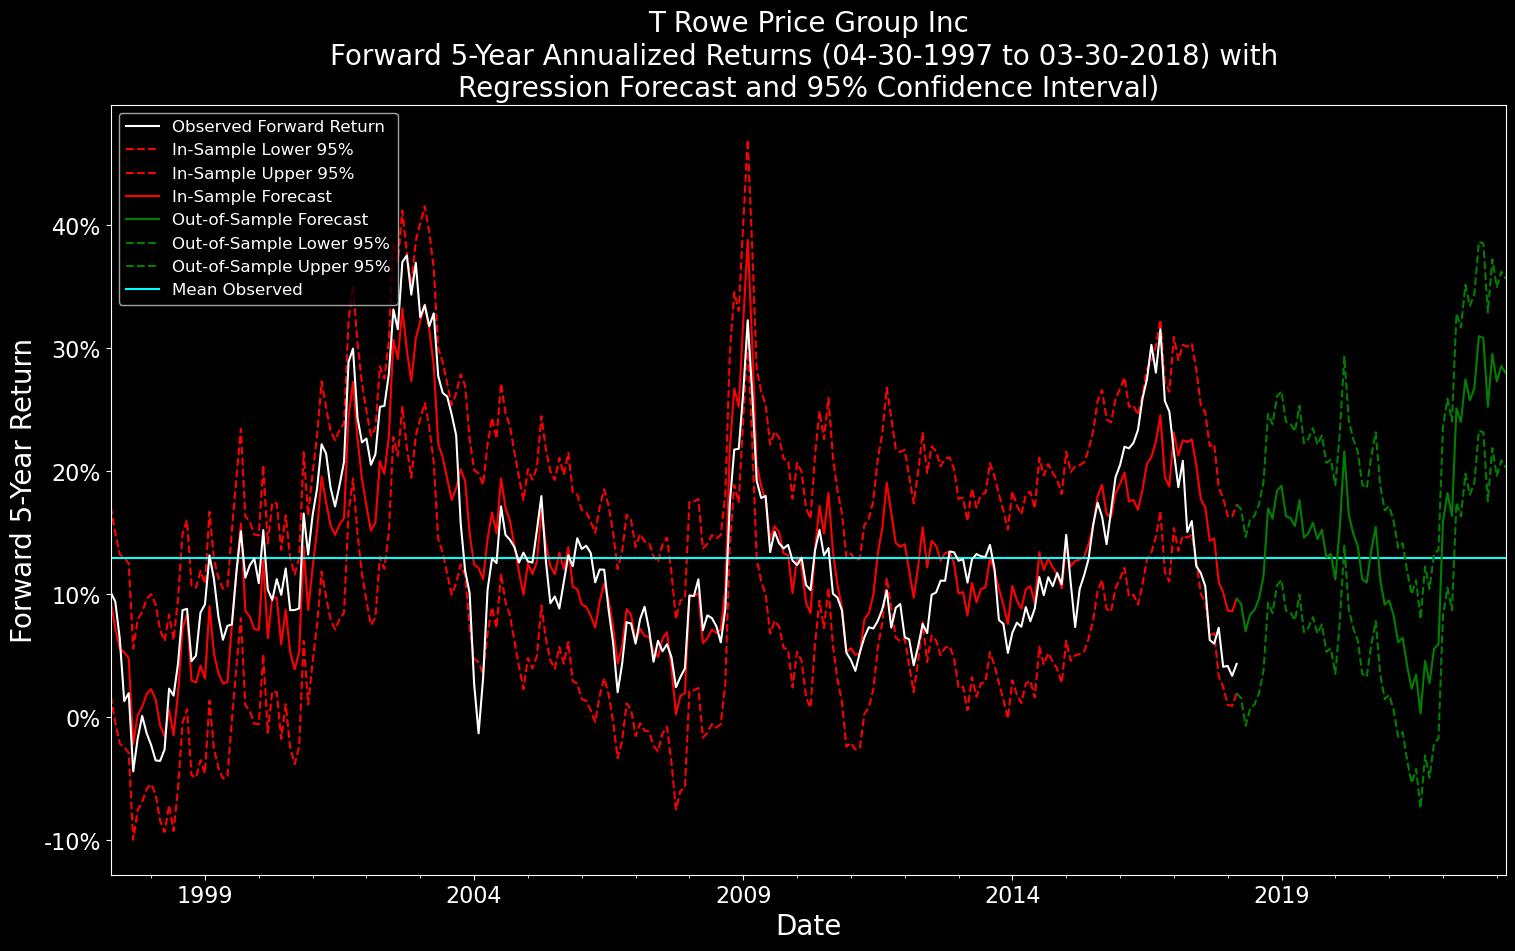 T Rowe Price Group Inc
Forward 5-Year Annualized Returns (04-30-1997 to 03-30-2018) with
Regression Forecast and 95% Confidence Interval)
Observed Forward Return
In-Sample Lower 95%
In-Sample Upper 95%
In-Sample Forecast
Out-of-Sample Forecast
Out-of-Sample Lower 95%
Out-of-Sample Upper 95%
Mean Observed
Forward 5-Year Return
40%
30%
20%
10%
0%
-10%
1999 2004 2009 2014 2019
Date